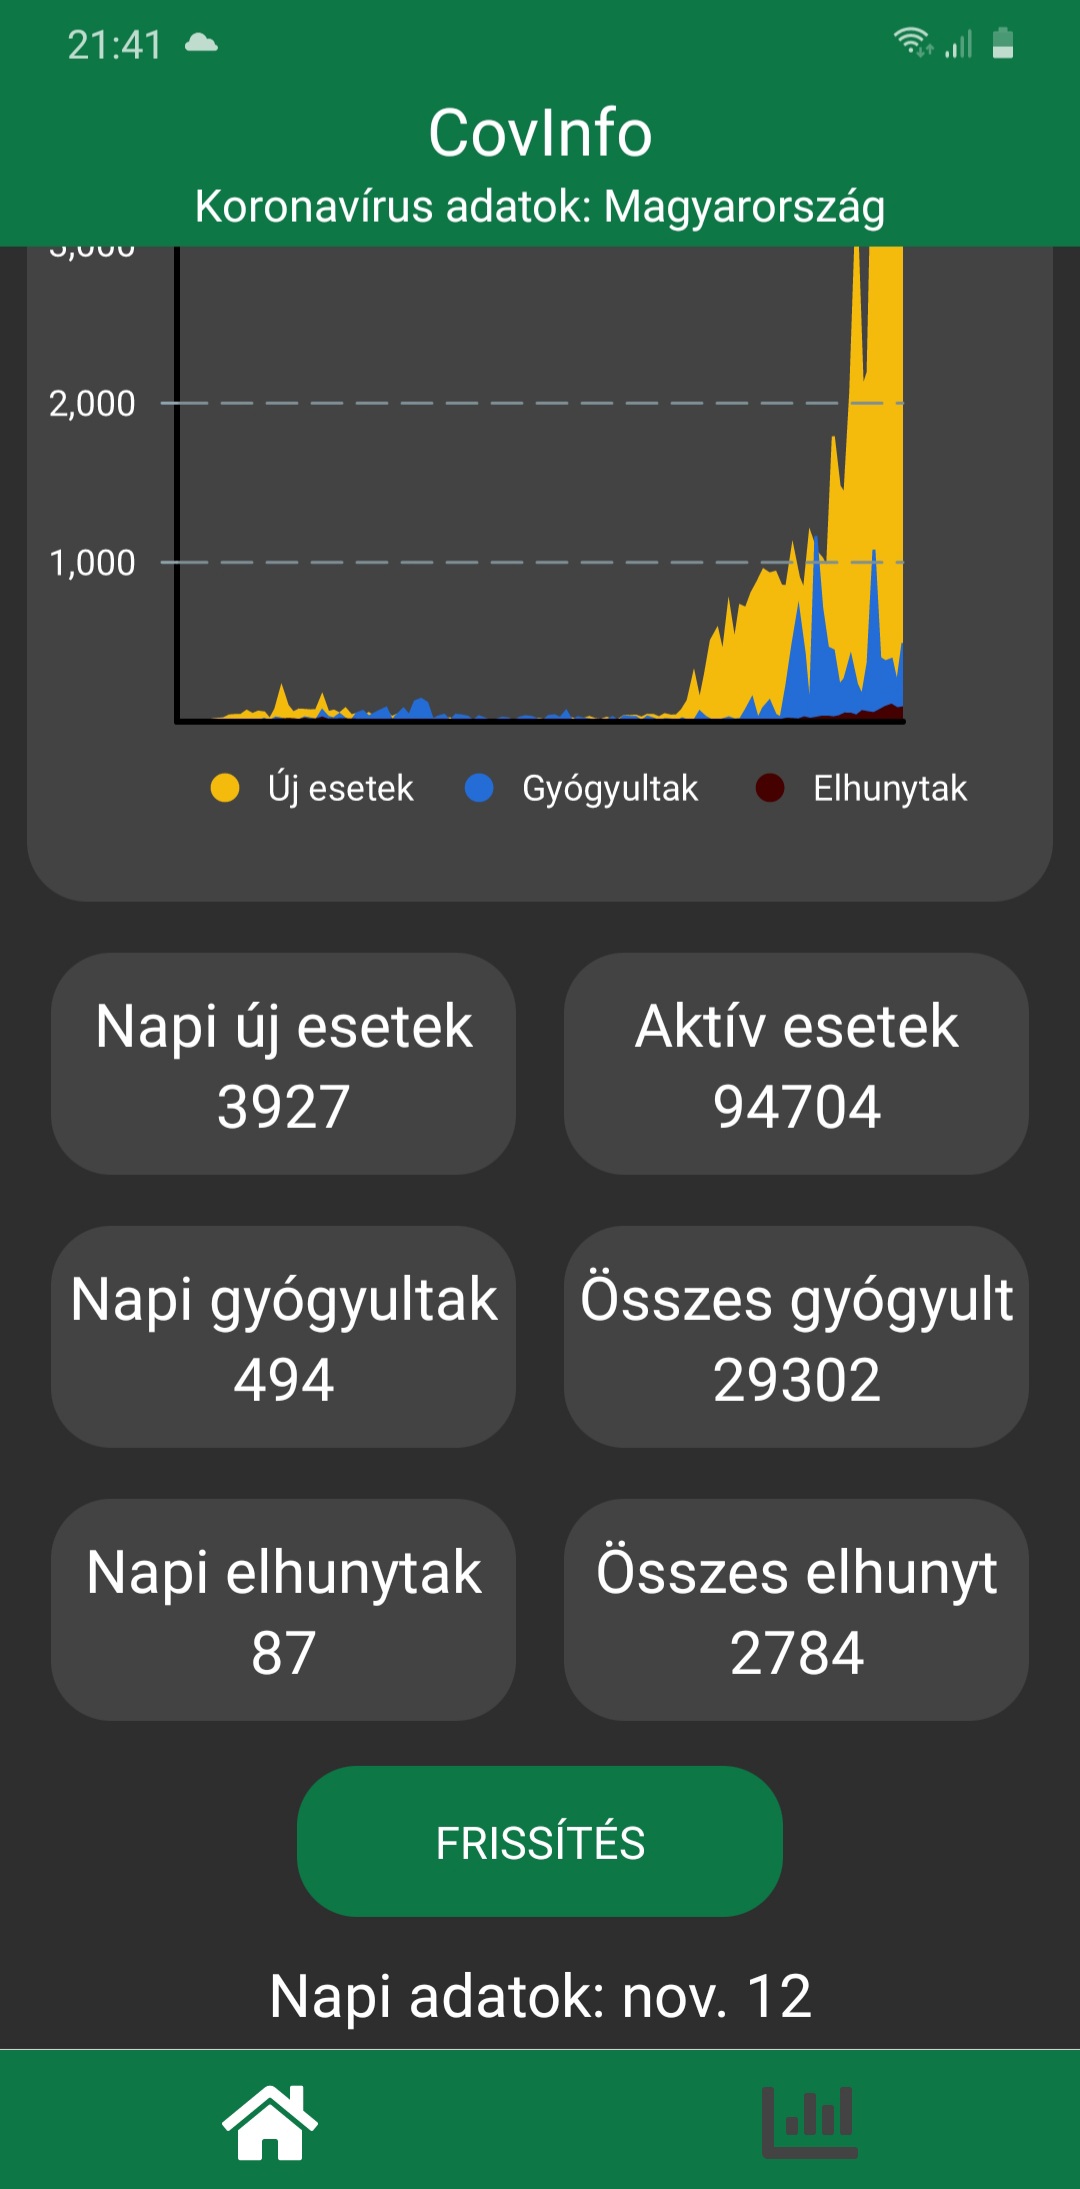 21:41
CovInfo
Koronavírus adatok: Magyarország
2,000
1,000
Új esetek
Gyógyultak
Elhunytak
Napi új esetek
3927
Aktív esetek
94704
Napi gyógyultak
494
Összes gyógyult
29302
Napi elhunytak
87
Összes elhunyt
2784
FRISSÍTÉS
Napi adatok: nov. 12